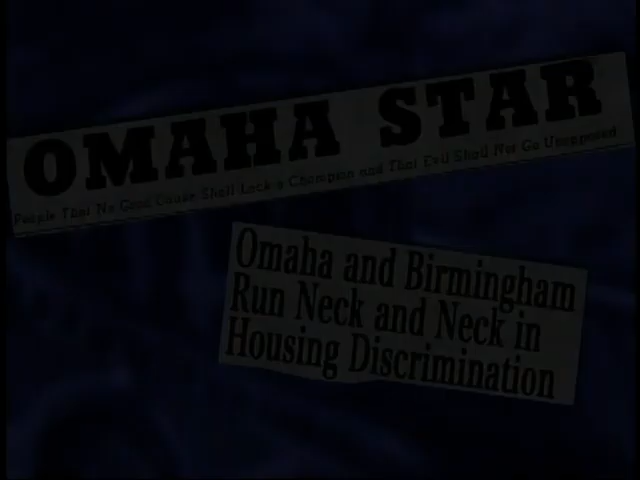 OMAHA STAR
People That No Good Cause Shall Lack a Champion and That Evil Shall Not Go Unopposed
Omaha and Birmingham
Run Neck and Neck in
Housing Discrimination